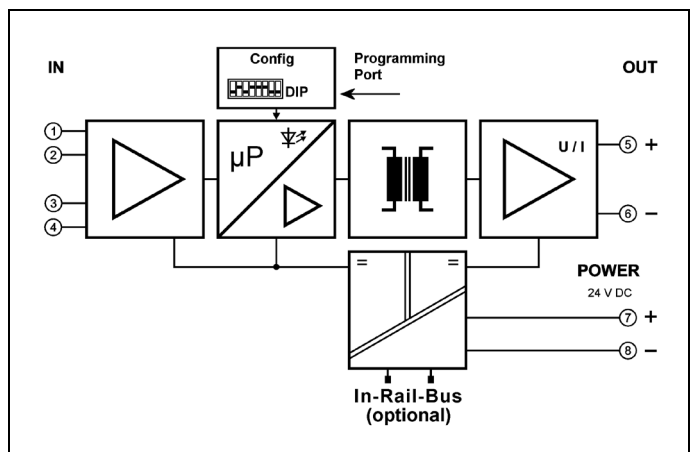 IN
Config
DIP
Programming
Port
OUT
1
2
3
4
µP
U / I
5 +
6 −
=
=
POWER
24 V DC
7 +
8 −
In-Rail-Bus
(optional)